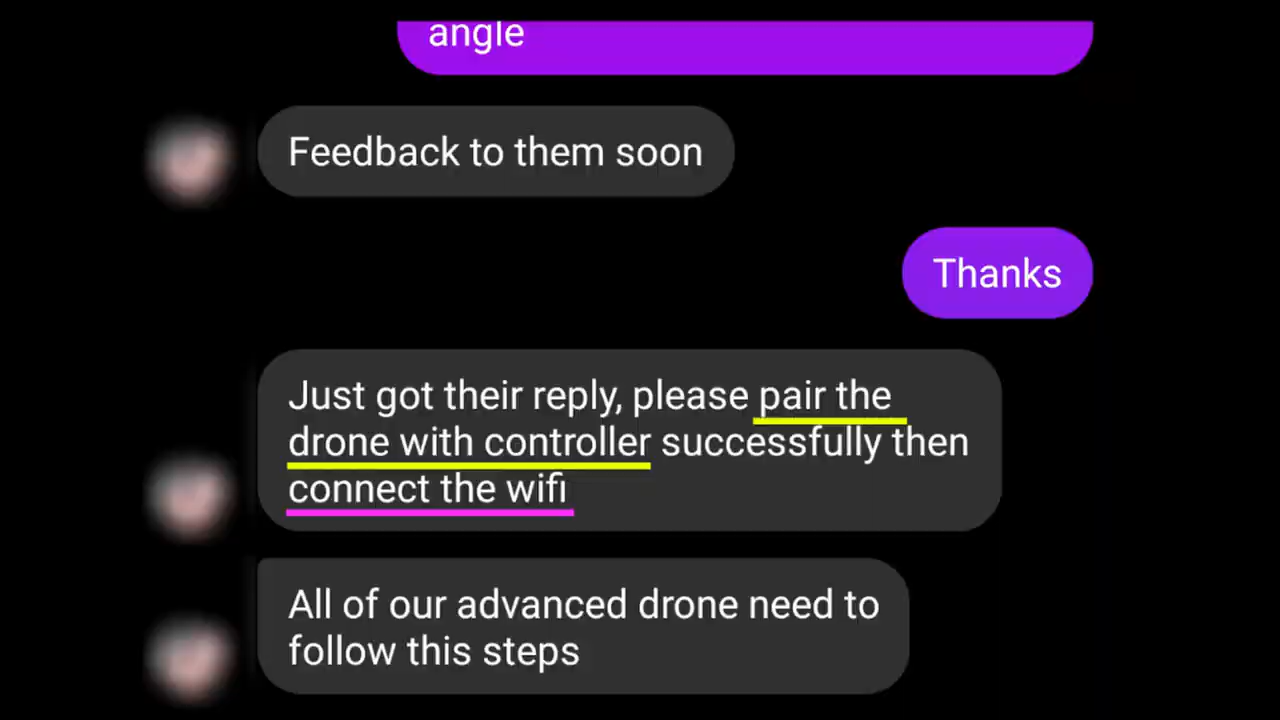 angle
Feedback to them soon
Thanks
Just got their reply, please pair the
drone with controller successfully then
connect the wifi
All of our advanced drone need to
follow this steps